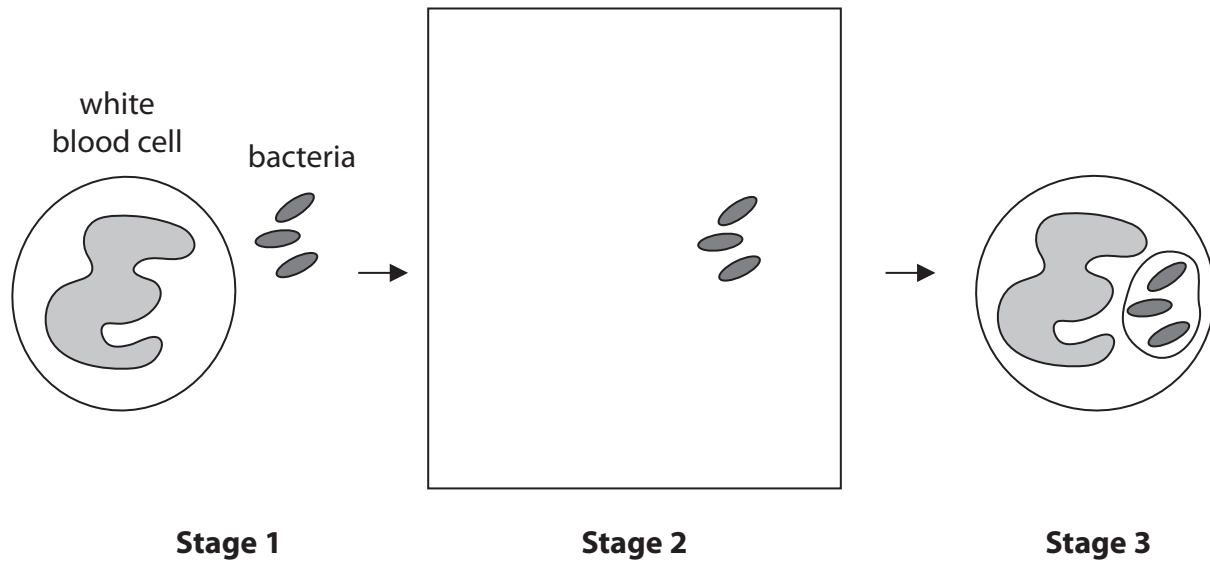 white
blood cell
bacteria
Stage 1
Stage 2
Stage 3